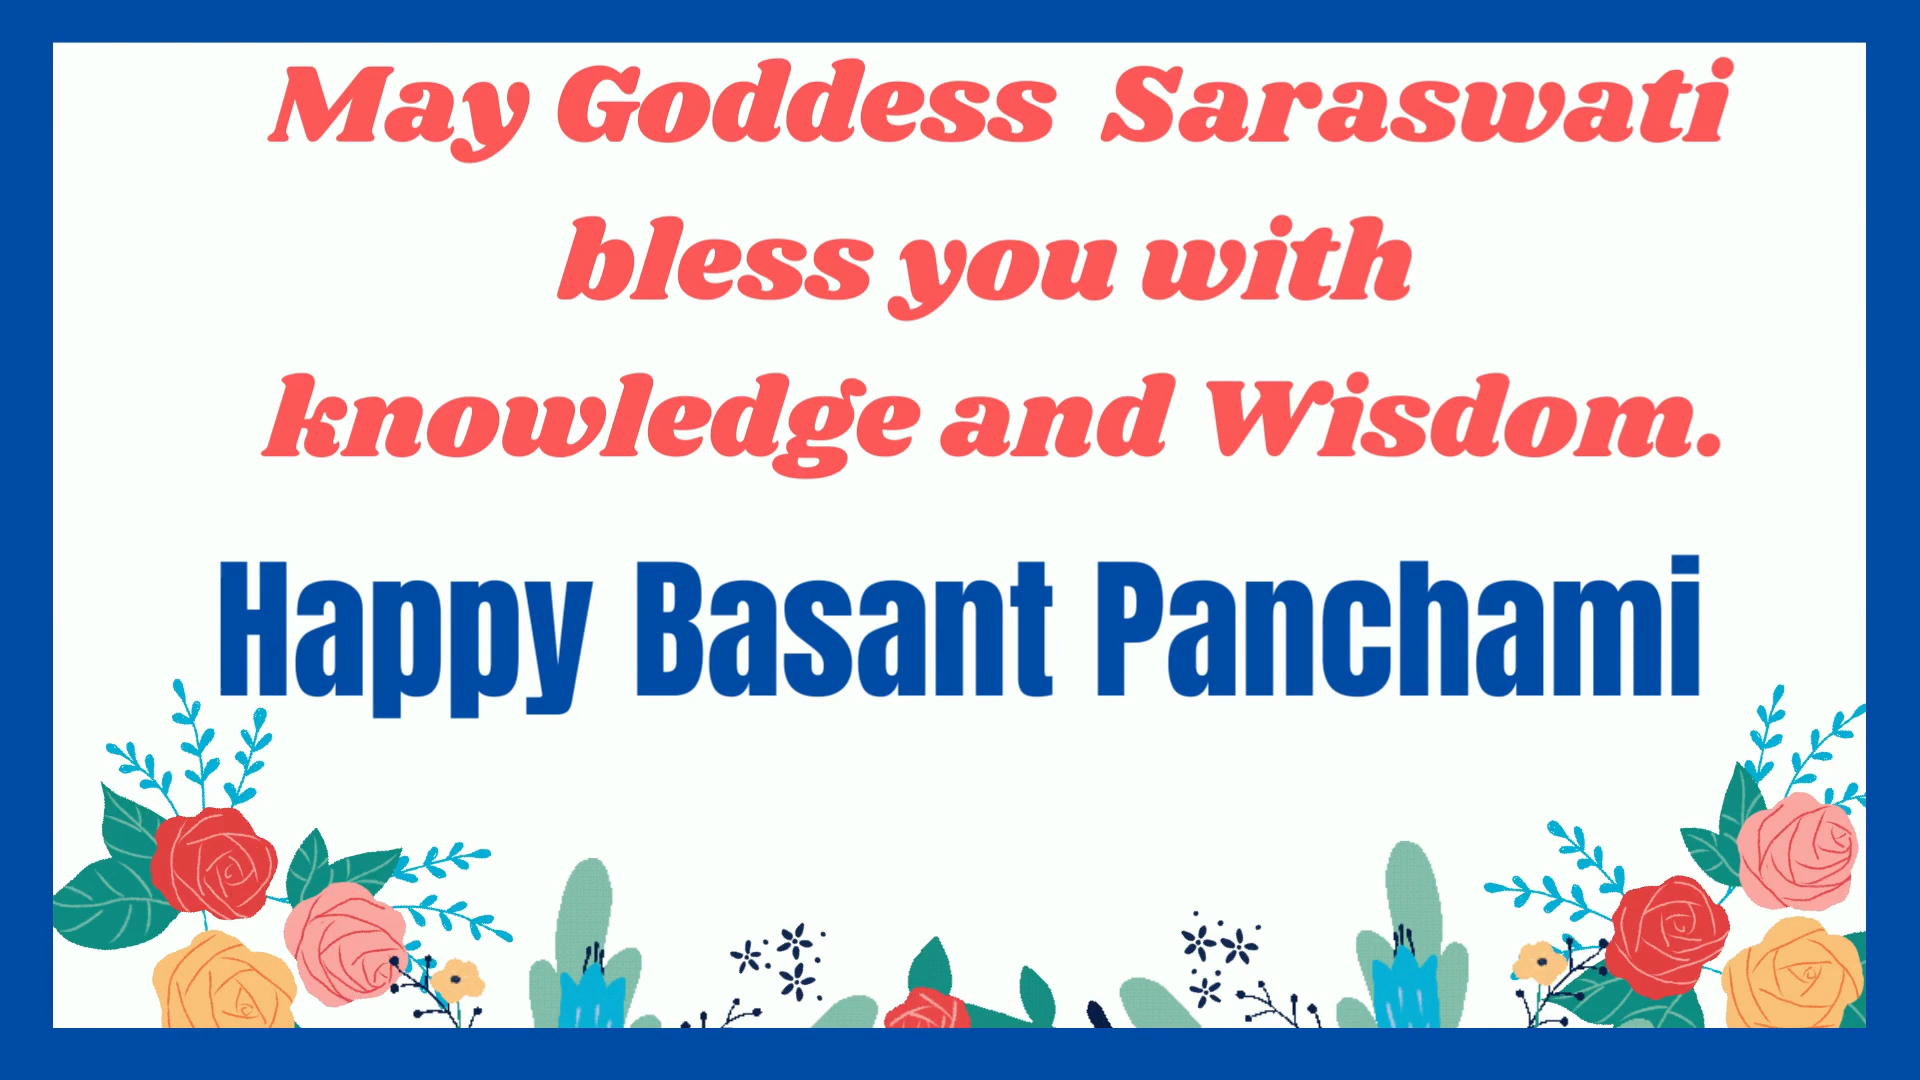 May Goddess Saraswati
bless you with
knowledge and Wisdom.
Happy Basant Panchami